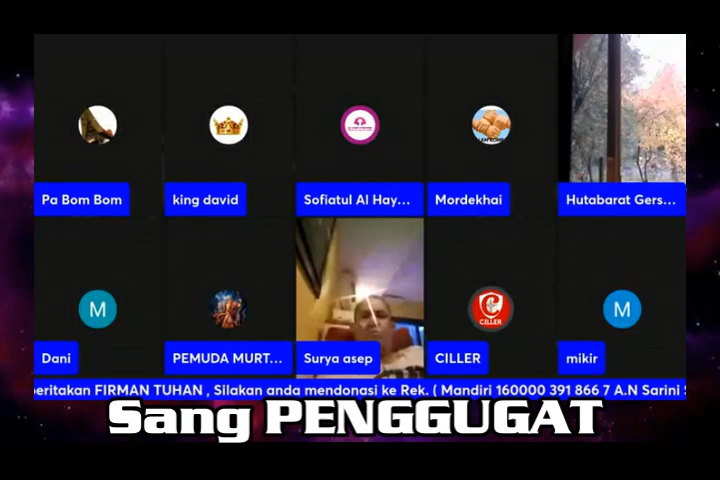 Pa Bom Bom
king david
Sofiatul Al Hay...
Mordekhai
Hutabarat Gers...
M
Dani
PEMUDA MURT...
Surya asep
CILLER
CILLER
M
mikir
beritakan FIRMAN TUHAN , Silakan anda mendonasi ke Rek. ( Mandiri 160000 391 866 7 A.N Sarini
Sang PENGGUGAT